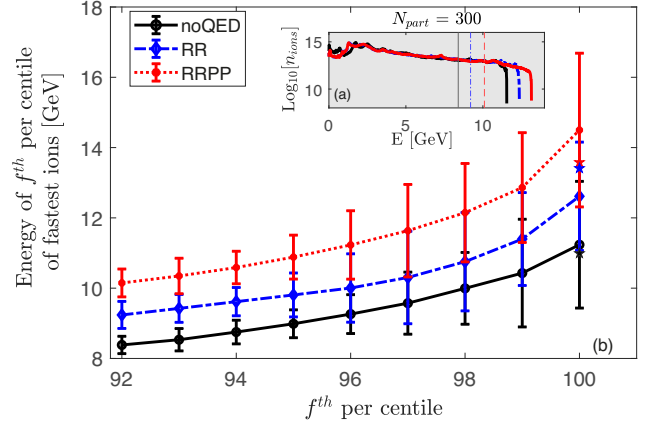 18
16
14
12
10
8
92
94
96
98
100
Energy of f^th per centile
of fastest ions [GeV]
f^th per centile
noQED
RR
RRPP
(b)
N_part = 300
Log10[n_ions]
15
10
0
5
10
E [GeV]
(a)